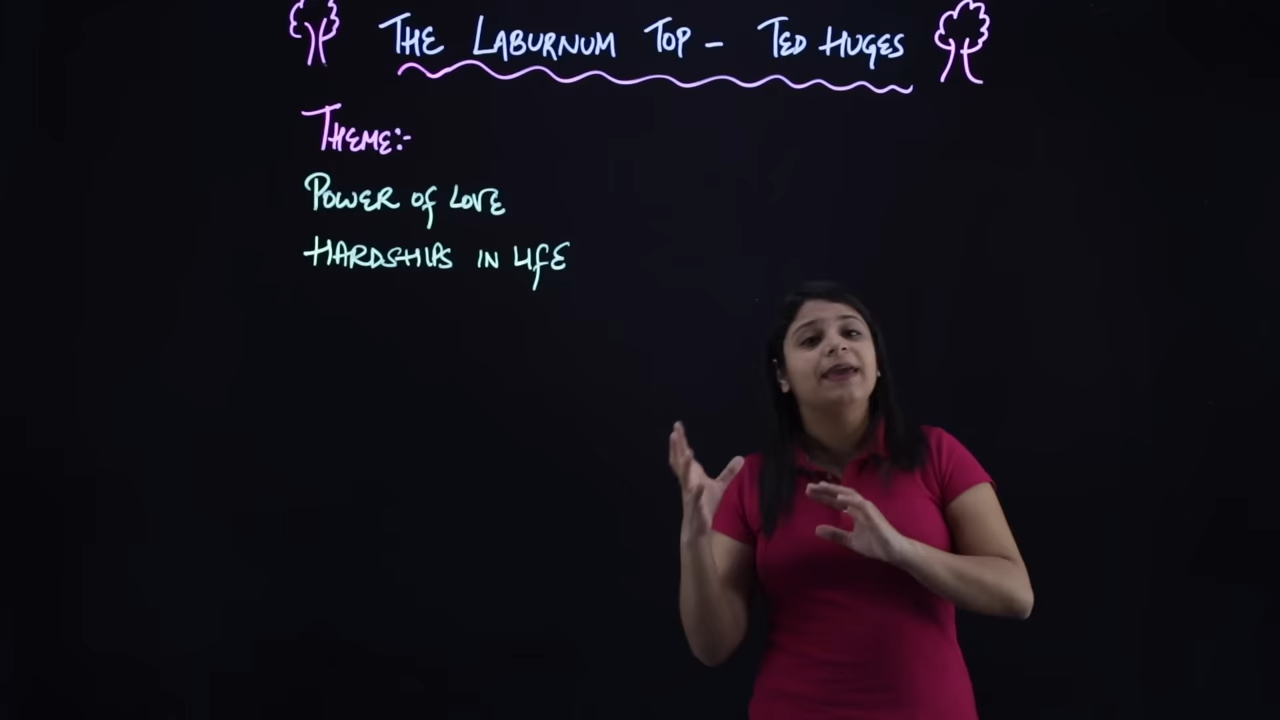 THE LABURNUM TOP - TED HUGES
THEME:-
POWER OF LOVE
HARDSHIPS IN LIFE